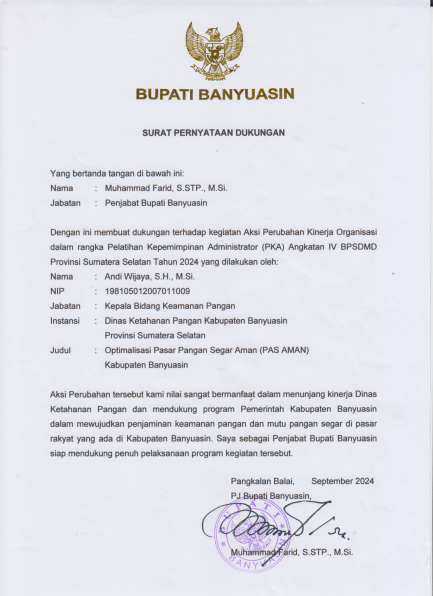 BUPATI BANYUASIN
SURAT PERNYATAAN DUKUNGAN
Yang bertanda tangan di bawah ini:
Nama : Muhammad Farid, S.STP., M.Si.
Jabatan : Penjabat Bupati Banyuasin
Dengan ini membuat dukungan terhadap kegiatan Aksi Perubahan Kinerja Organisasi
dalam rangka Pelatihan Kepemimpinan Administrator (PKA) Angkatan IV BPSDMD
Provinsi Sumatera Selatan Tahun 2024 yang dilakukan oleh:
Nama : Andi Wijaya, S.H., M.Si.
NIP : 198105012007011009
Jabatan : Kepala Bidang Keamanan Pangan
Instansi : Dinas Ketahanan Pangan Kabupaten Banyuasin
Provinsi Sumatera Selatan
Judul : Optimalisasi Pasar Pangan Segar Aman (PAS AMAN)
Kabupaten Banyuasin
Aksi Perubahan tersebut kami nilai sangat bermanfaat dalam menunjang kinerja Dinas
Ketahanan Pangan dan mendukung program Pemerintah Kabupaten Banyuasin
dalam mewujudkan penjaminan keamanan pangan dan mutu pangan segar di pasar
rakyat yang ada di Kabupaten Banyuasin. Saya sebagai Penjabat Bupati Banyuasin
siap mendukung penuh pelaksanaan program kegiatan tersebut.
Pangkalan Balai, September 2024
PJ Bupati Banyuasin,
BUPATI
BANYUASIN
Muhammad Farid, S.STP., M.Si.